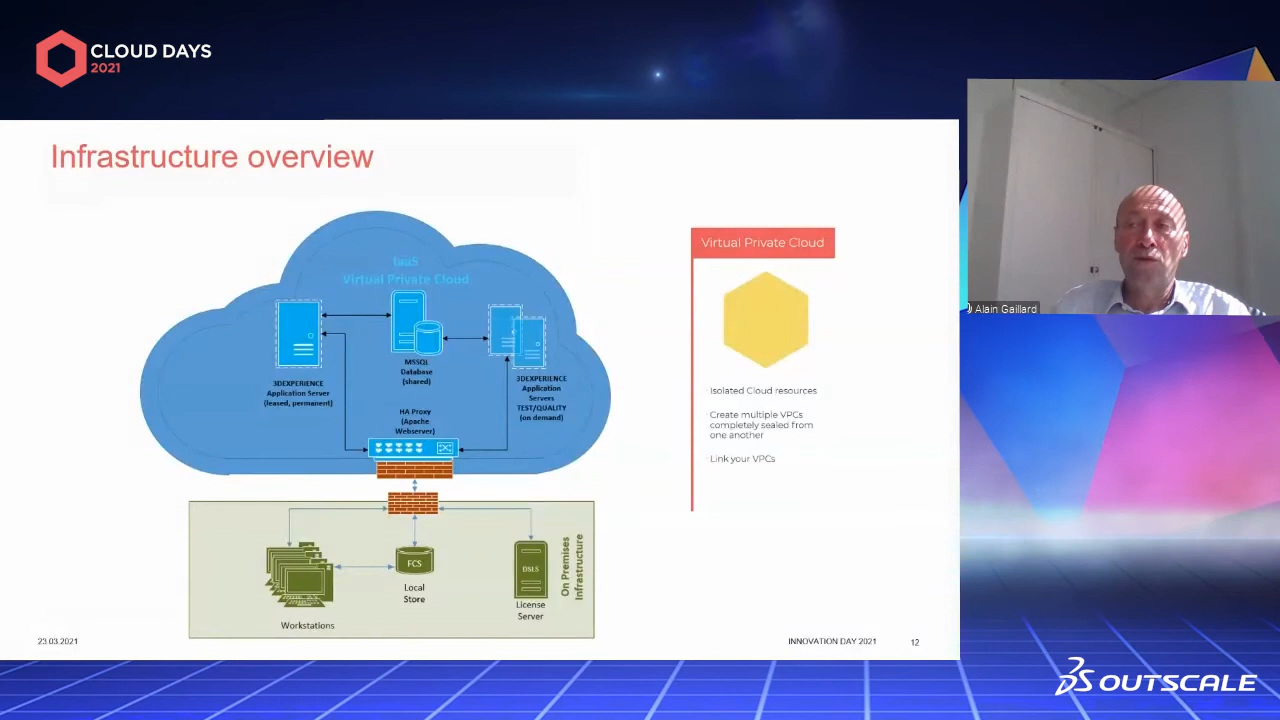 CLOUD DAYS
2021
Infrastructure overview
IaaS
Virtual Private Cloud
3DEXPERIENCE
Application Server
(leased, permanent)
MSSQL
Database
(shared)
3DEXPERIENCE
Application
Servers
TEST/QUALITY
(on demand)
HA Proxy
(Apache
Webserver)
Workstations
FCS
Local
Store
DSLS
License
Server
On Premises
Infrastructure
Virtual Private Cloud
Isolated Cloud resources
Create multiple VPCs
completely sealed from
one another
Link your VPCs
Alain Gaillard
23.03.2021
INNOVATION DAY 2021
12
3DS OUTSCALE